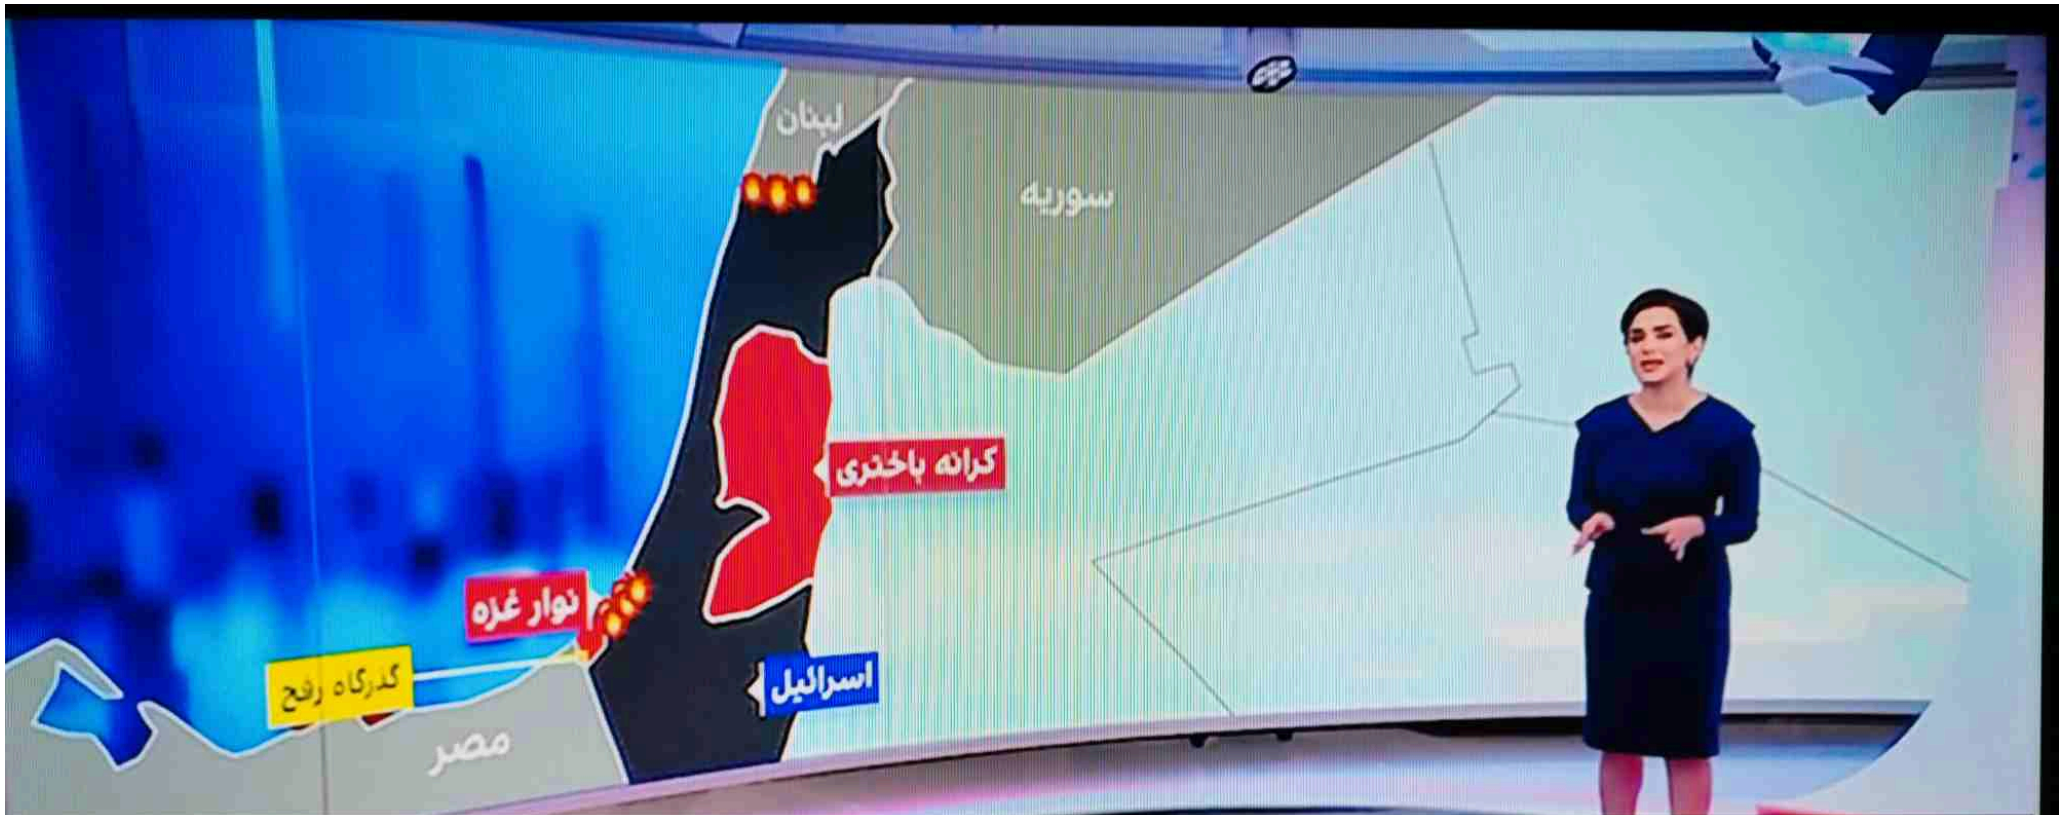 لبنان
سوریه
کرانه باختری
نوار غزه
گذرگاه رفح
اسرائیل
مصر